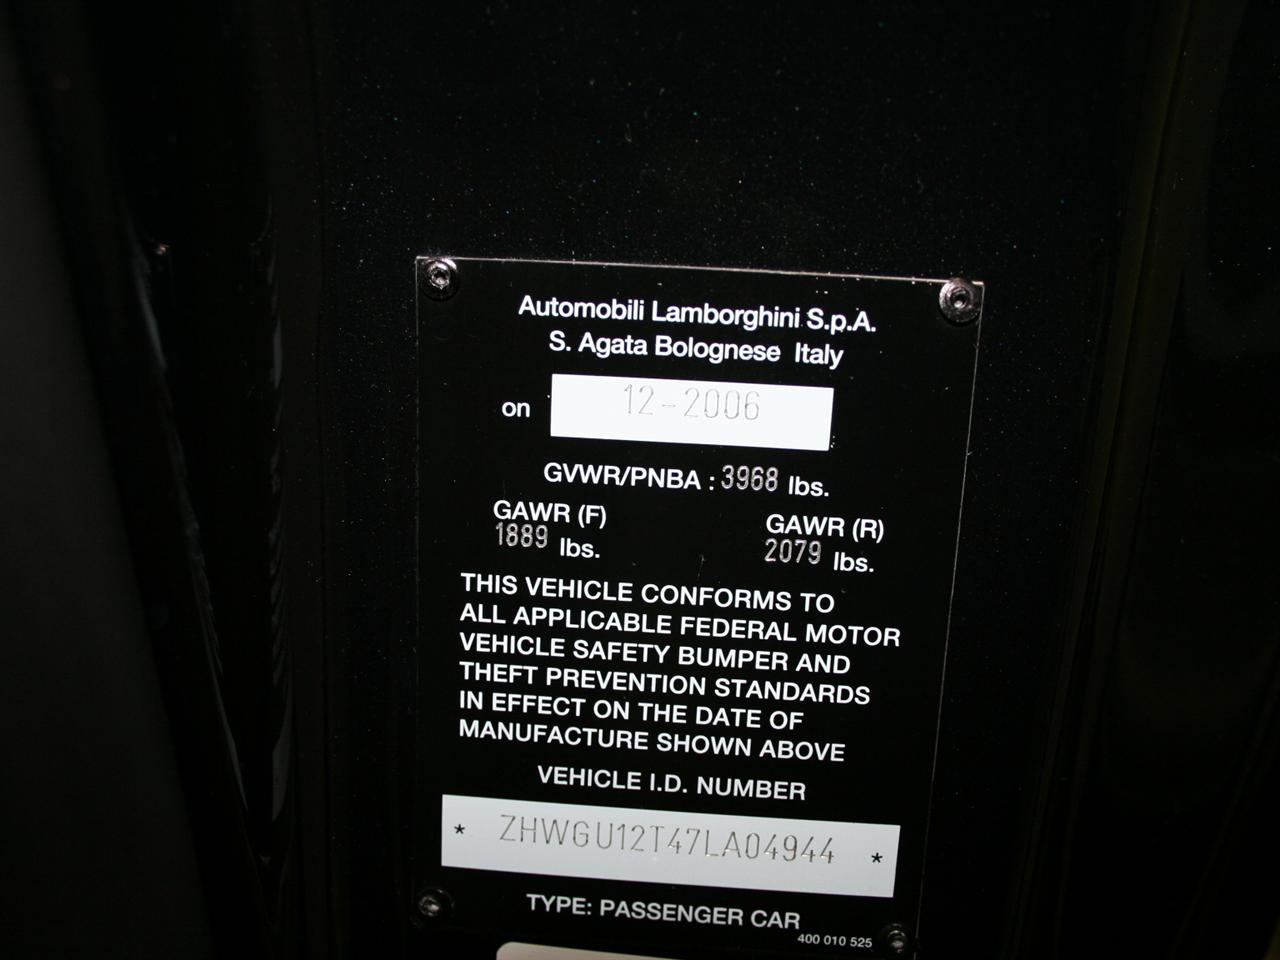 Automobili Lamborghini S.p.A.
S. Agata Bolognese Italy
on 12-2006
GVWR/PNBA : 3968 lbs.
GAWR (F) GAWR (R)
1889 lbs. 2079 lbs.
THIS VEHICLE CONFORMS TO
ALL APPLICABLE FEDERAL MOTOR
VEHICLE SAFETY BUMPER AND
THEFT PREVENTION STANDARDS
IN EFFECT ON THE DATE OF
MANUFACTURE SHOWN ABOVE
VEHICLE I.D. NUMBER
* ZHWGU12T47LA04944 *
TYPE: PASSENGER CAR
400 010 525